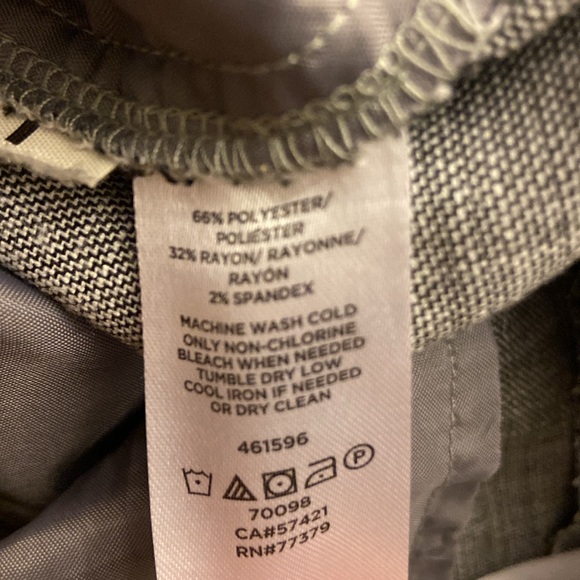 66% POLYESTER/
POLIÉSTER
32% RAYON/ RAYONNE/
RAYÓN
2% SPANDEX
MACHINE WASH COLD
ONLY NON-CHLORINE
BLEACH WHEN NEEDED
TUMBLE DRY LOW
COOL IRON IF NEEDED
OR DRY CLEAN
461596
P
70098
CA#57421
RN#77379